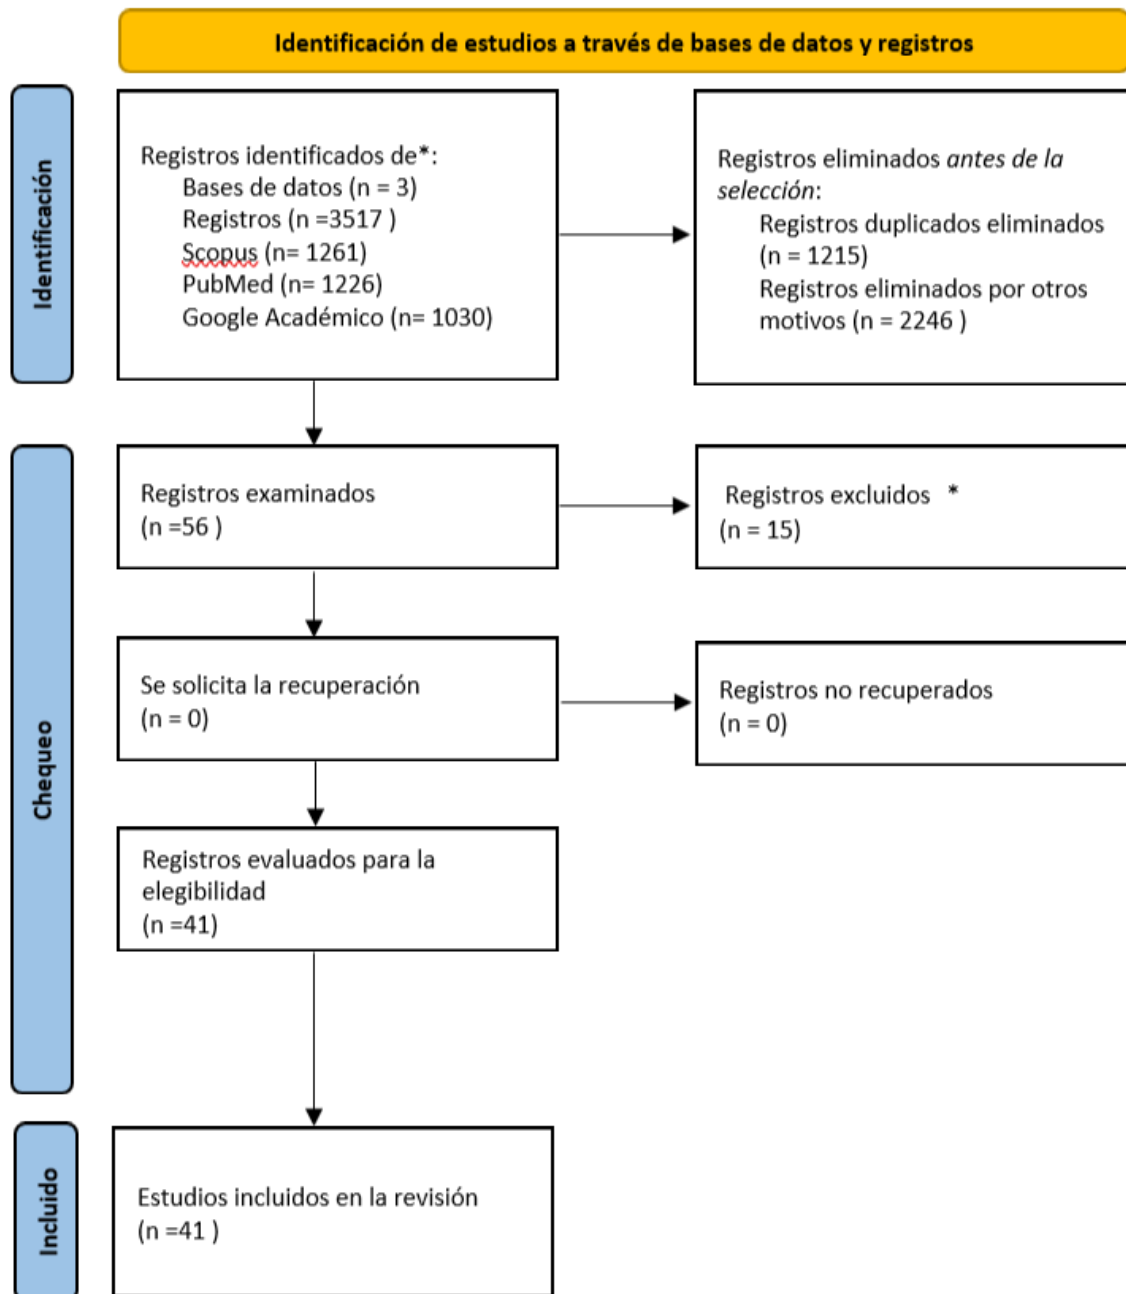 Identificación de estudios a través de bases de datos y registros
Identificación
Registros identificados de*:
Bases de datos (n = 3)
Registros (n =3517 )
Scopus (n= 1261)
PubMed (n= 1226)
Google Académico (n= 1030)
Registros eliminados antes de la
selección:
Registros duplicados eliminados
(n = 1215)
Registros eliminados por otros
motivos (n = 2246 )
Chequeo
Registros examinados
(n =56 )
Registros excluidos *
(n = 15)
Se solicita la recuperación
(n = 0)
Registros no recuperados
(n = 0)
Registros evaluados para la
elegibilidad
(n =41)
Incluido
Estudios incluidos en la revisión
(n =41 )